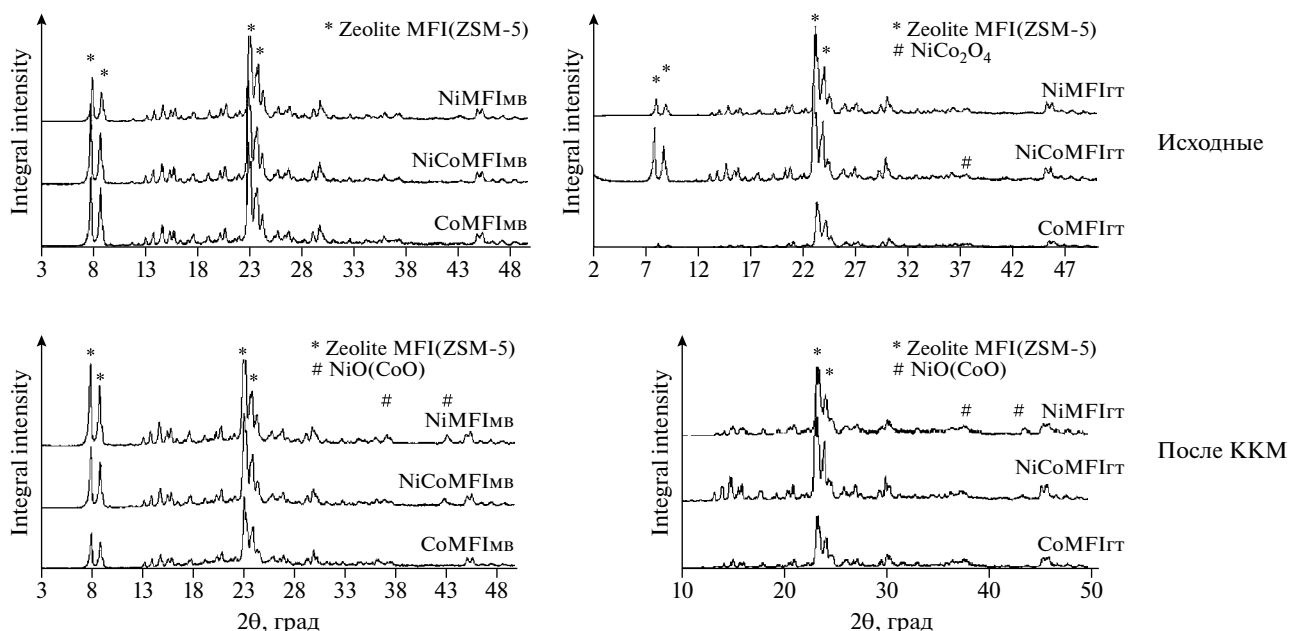 * Zeolite MFI(ZSM-5)
Integral intensity
NiMFIмв
NiCoMFIмв
CoMFIмв
3 8 13 18 23 28 33 38 43 48
* Zeolite MFI(ZSM-5)
# NiCo2O4
Integral intensity
NiMFIгт
NiCoMFIгт
#
CoMFIгт
2 7 12 17 22 27 32 37 42 47
Исходные
* Zeolite MFI(ZSM-5)
# NiO(CoO)
Integral intensity
# #
NiMFIмв
NiCoMFIмв
CoMFIмв
3 8 13 18 23 28 33 38 43 48
2θ, град
* Zeolite MFI(ZSM-5)
# NiO(CoO)
Integral intensity
# #
NiMFIгт
NiCoMFIгт
CoMFIгт
10 20 30 40 50
2θ, град
После ККМ